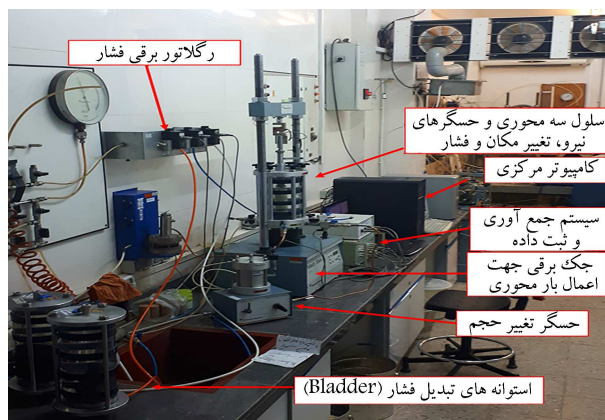 رگلاتور برقی فشار
سلول سه محوری و حسگرهای
نیرو، تغییر مکان و فشار
کامپیوتر مرکزی
سیستم جمع آوری
و ثبت داده
جک برقی جهت
اعمال بار محوری
حسگر تغییر حجم
استوانه های تبدیل فشار (Bladder)